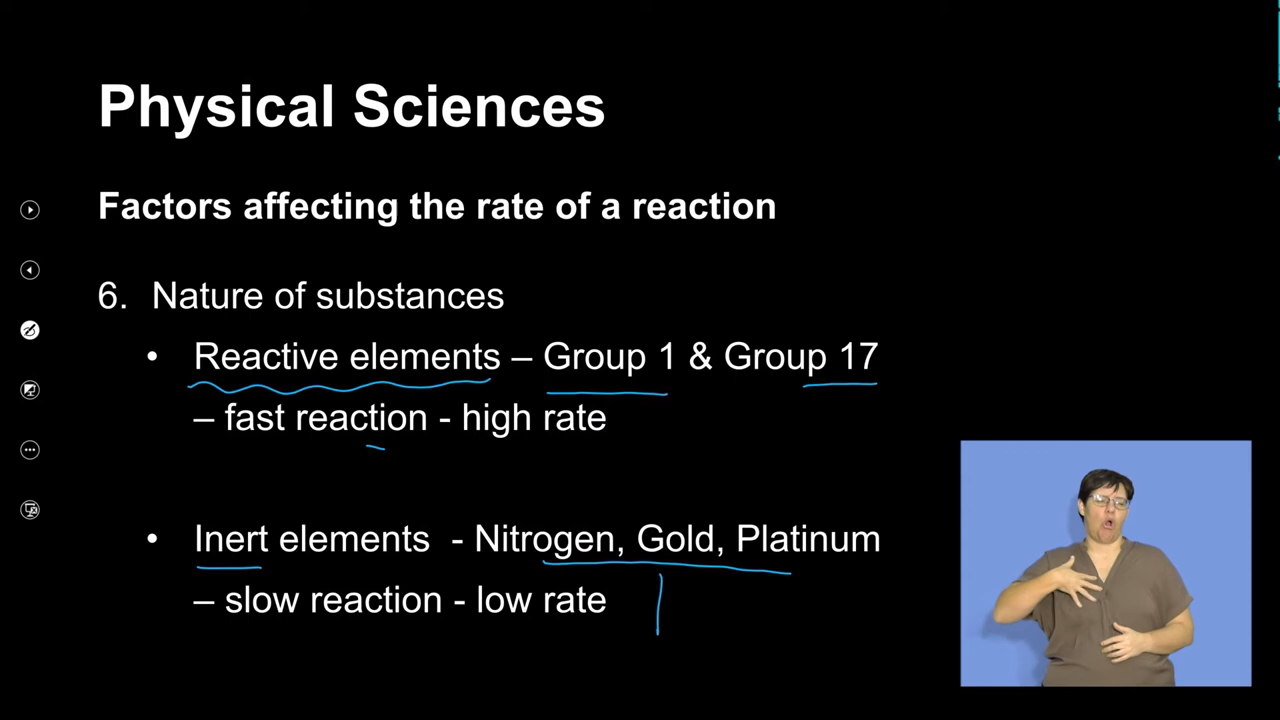 Physical Sciences
Factors affecting the rate of a reaction
6. Nature of substances
• Reactive elements – Group 1 & Group 17
– fast reaction - high rate
• Inert elements - Nitrogen, Gold, Platinum
– slow reaction - low rate